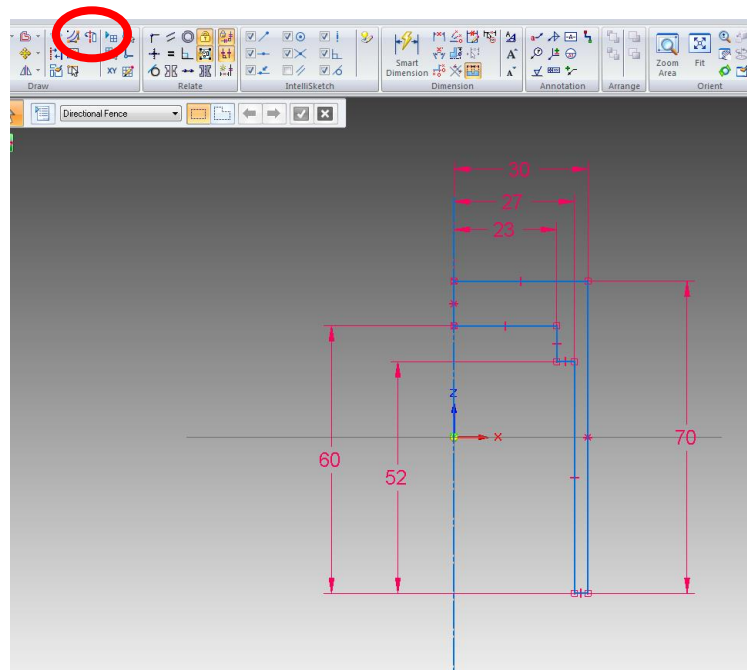 XY
A
A
Smart
Dimension
Zoom
Area
Fit
Draw
Relate
IntelliSketch
Dimension
Annotation
Arrange
Orient
Directional Fence
30
27
23
Z
X
60
52
70